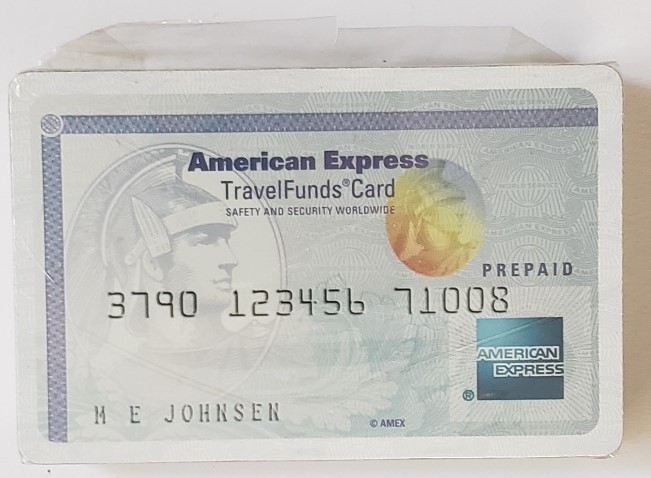 American Express
TravelFunds®Card
SAFETY AND SECURITY WORLDWIDE
PREPAID
3790 123456 71008
AMERICAN
EXPRESS
®
M E JOHNSEN
© AMEX